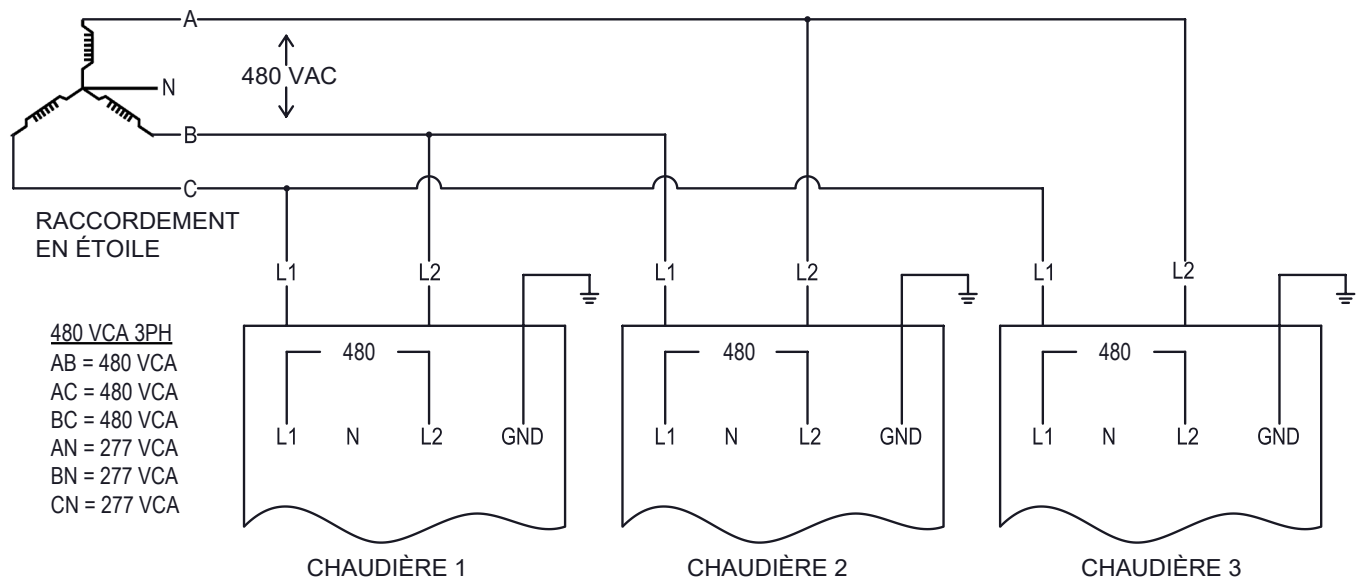 A
480 VAC
N
B
C
RACCORDEMENT
EN ÉTOILE
L1 L2 L1 L2 L1 L2
480 VCA 3PH
AB = 480 VCA
AC = 480 VCA
BC = 480 VCA
AN = 277 VCA
BN = 277 VCA
CN = 277 VCA
480 480 480
L1 N L2 GND L1 N L2 GND L1 N L2 GND
CHAUDIÈRE 1 CHAUDIÈRE 2 CHAUDIÈRE 3